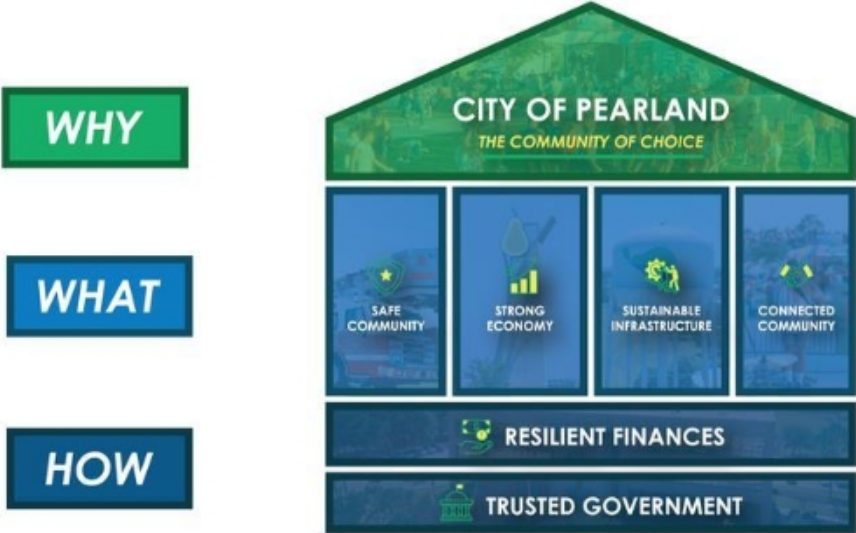 WHY
CITY OF PEARLAND
THE COMMUNITY OF CHOICE
WHAT
SAFE
COMMUNITY
STRONG
ECONOMY
SUSTAINABLE
INFRASTRUCTURE
CONNECTED
COMMUNITY
HOW
RESILIENT FINANCES
TRUSTED GOVERNMENT